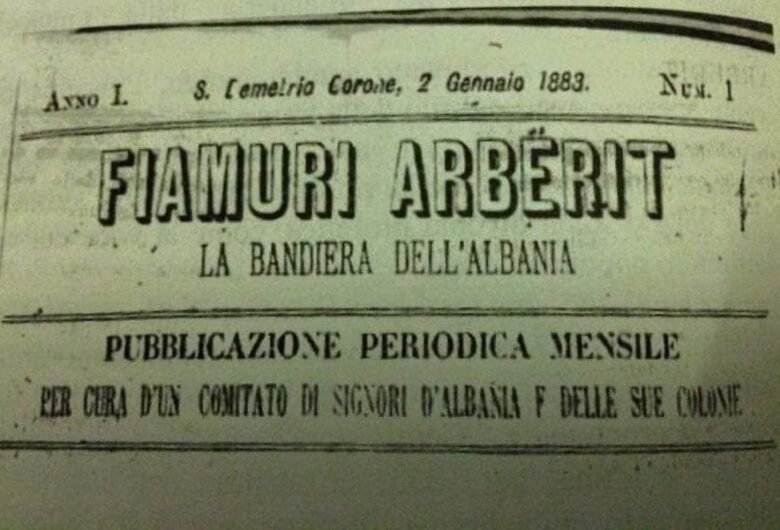 Anno I. S. Demetrio Corone, 2 Gennaio 1883. Num. 1
FIAMURI ARBËRIT
LA BANDIERA DELL'ALBANIA
PUBBLICAZIONE PERIODICA MENSILE
PER CURA D'UN COMITATO DI SIGNORI D'ALBANIA E DELLE SUE COLONIE